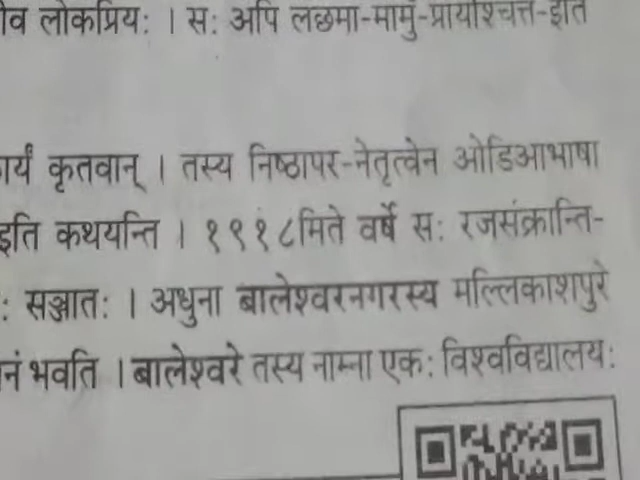 लोकप्रियः । सः अपि लछमा-मामुं-प्रायश्चित्त-इति
कृतवान् । तस्य निष्ठापर-नेतृत्वेन ओडिआभाषा
इति कथयन्ति । १९१८मिते वर्षे सः रजसंक्रान्ति-
सञ्जातः । अधुना बालेश्वरनगरस्य मल्लिकाशपुरे
भवति । बालेश्वरे तस्य नाम्ना एकः विश्वविद्यालयः